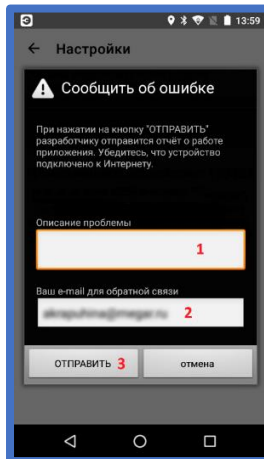 13:59
Настройки
Сообщить об ошибке
При нажатии на кнопку "ОТПРАВИТЬ"
разработчику отправится отчёт о работе
приложения. Убедитесь, что устройство
подключено к Интернету.
Описание проблемы
1
Ваш e-mail для обратной связи
2
ОТПРАВИТЬ 3 отмена